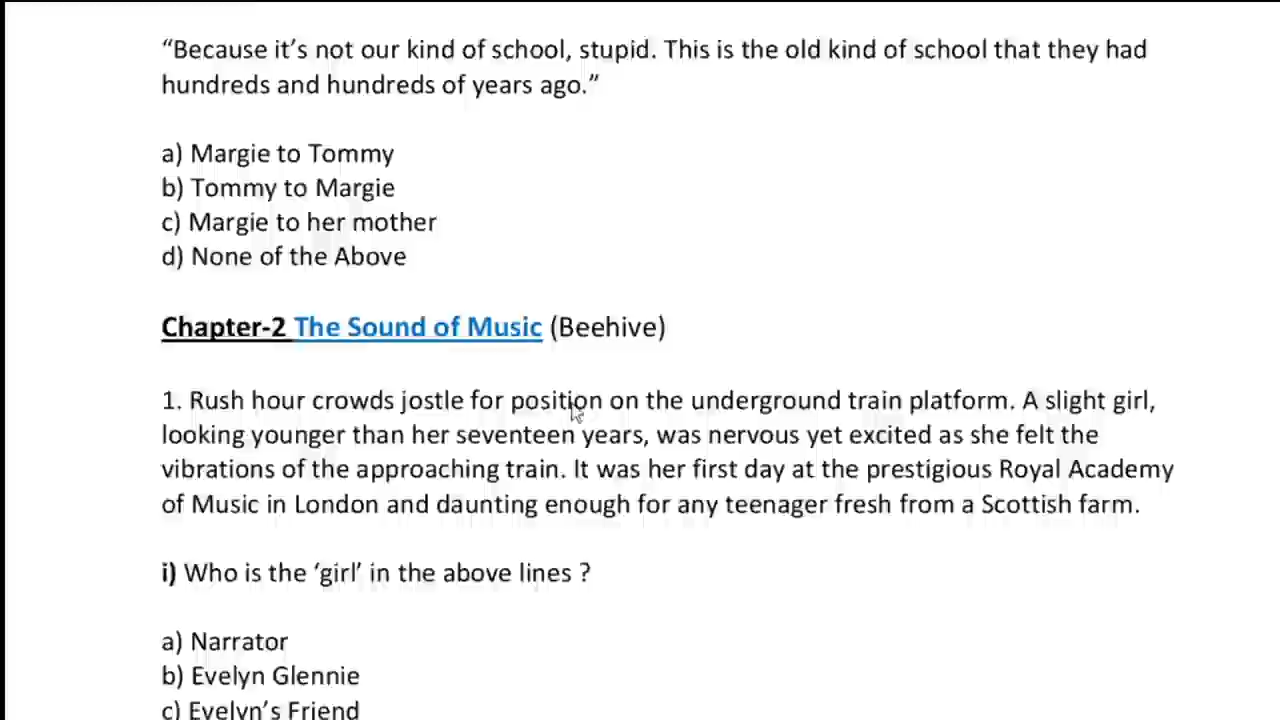 “Because it’s not our kind of school, stupid. This is the old kind of school that they had
hundreds and hundreds of years ago.”
a) Margie to Tommy
b) Tommy to Margie
c) Margie to her mother
d) None of the Above
Chapter-2 The Sound of Music (Beehive)
1. Rush hour crowds jostle for position on the underground train platform. A slight girl,
looking younger than her seventeen years, was nervous yet excited as she felt the
vibrations of the approaching train. It was her first day at the prestigious Royal Academy
of Music in London and daunting enough for any teenager fresh from a Scottish farm.
i) Who is the ‘girl’ in the above lines ?
a) Narrator
b) Evelyn Glennie
c) Evelyn’s Friend